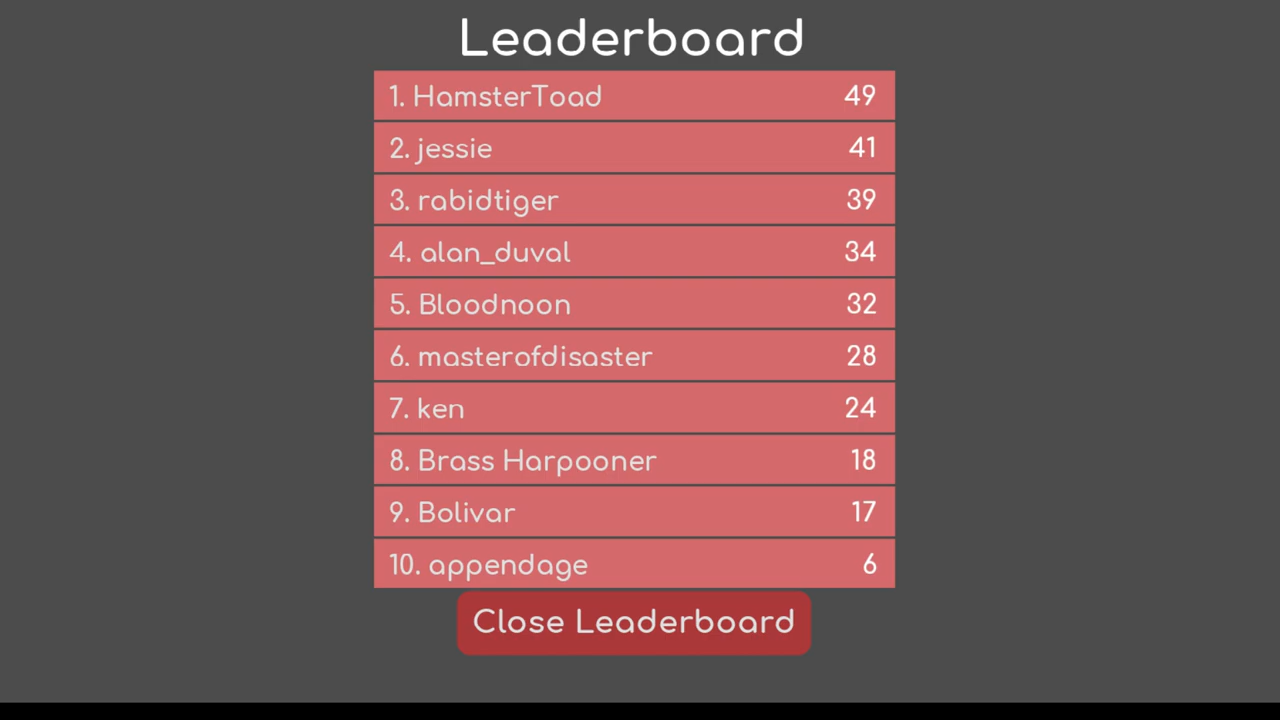 Leaderboard
1. HamsterToad 49
2. jessie 41
3. rabidtiger 39
4. alan_duval 34
5. Bloodnoon 32
6. masterofdisaster 28
7. ken 24
8. Brass Harpooner 18
9. Bolivar 17
10. appendage 6
Close Leaderboard